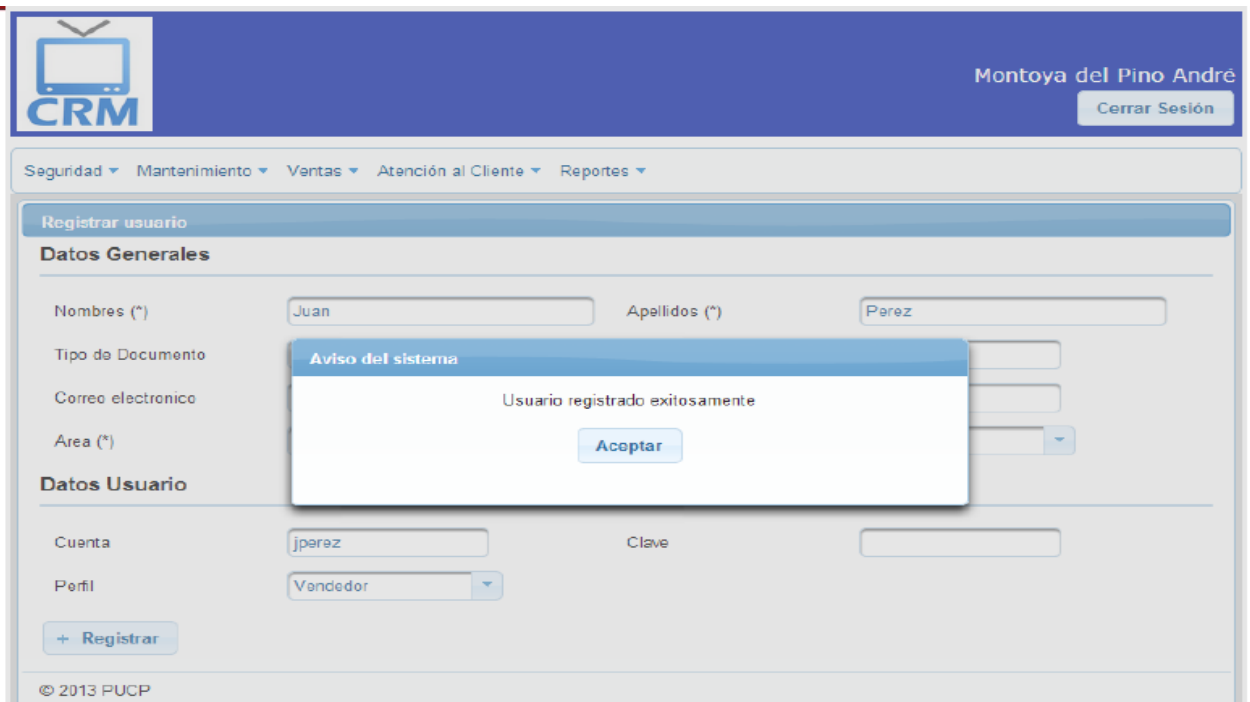 CRM
Montoya del Pino André
Cerrar Sesión
Seguridad Mantenimiento Ventas Atención al Cliente Reportes
Registrar usuario
Datos Generales
Nombres (*) Juan Apellidos (*) Perez
Tipo de Documento
Aviso del sistema
Correo electronico
Usuario registrado exitosamente
Area (*)
Aceptar
Datos Usuario
Cuenta jperez Clave
Perfil Vendedor
+ Registrar
© 2013 PUCP